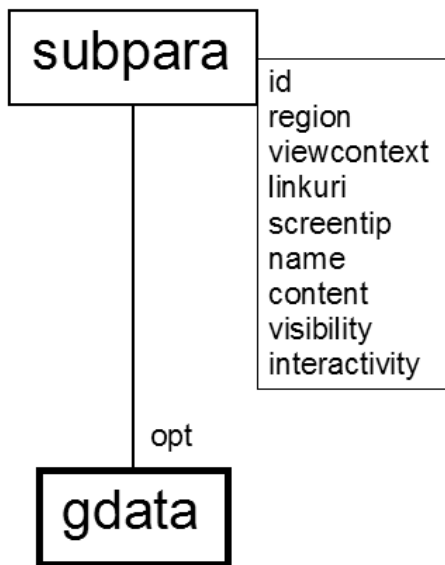 subpara
id
region
viewcontext
linkuri
screentip
name
content
visibility
interactivity
opt
gdata